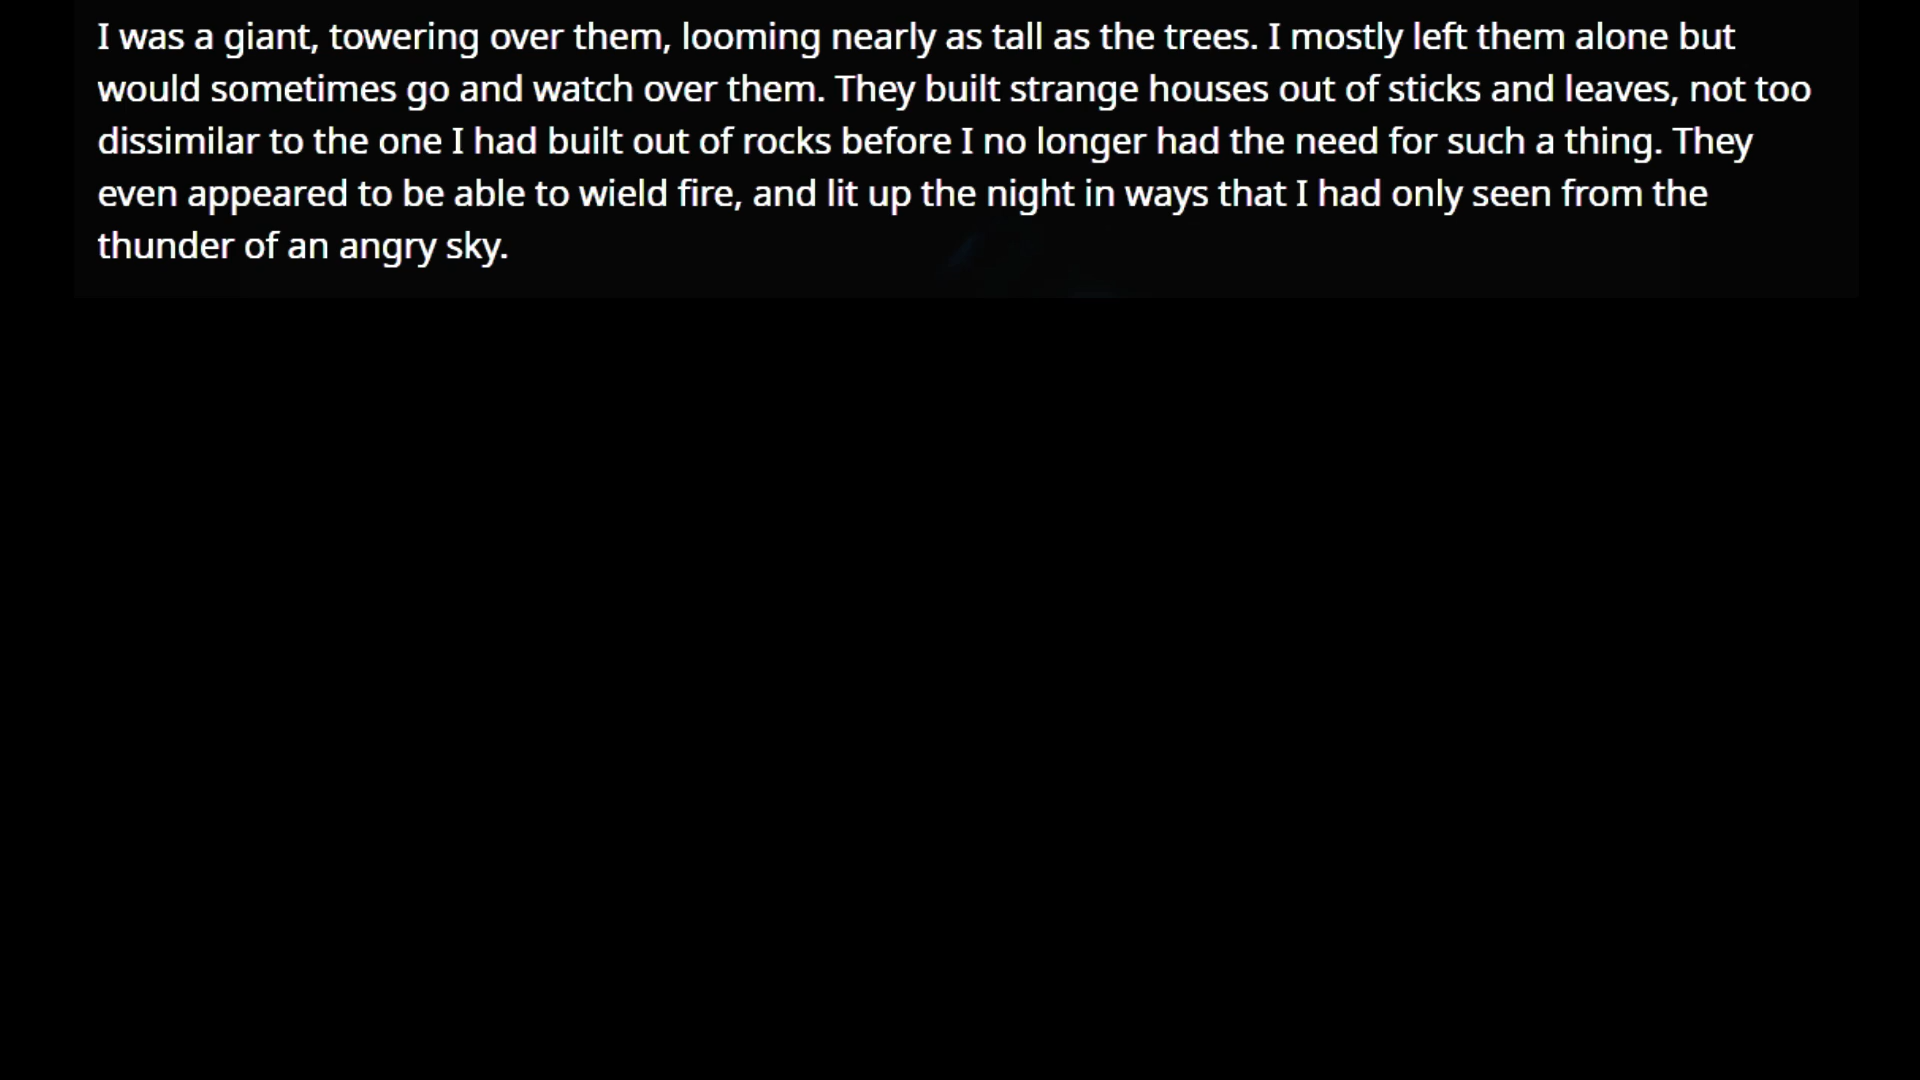 I was a giant, towering over them, looming nearly as tall as the trees. I mostly left them alone but
would sometimes go and watch over them. They built strange houses out of sticks and leaves, not too
dissimilar to the one I had built out of rocks before I no longer had the need for such a thing. They
even appeared to be able to wield fire, and lit up the night in ways that I had only seen from the
thunder of an angry sky.